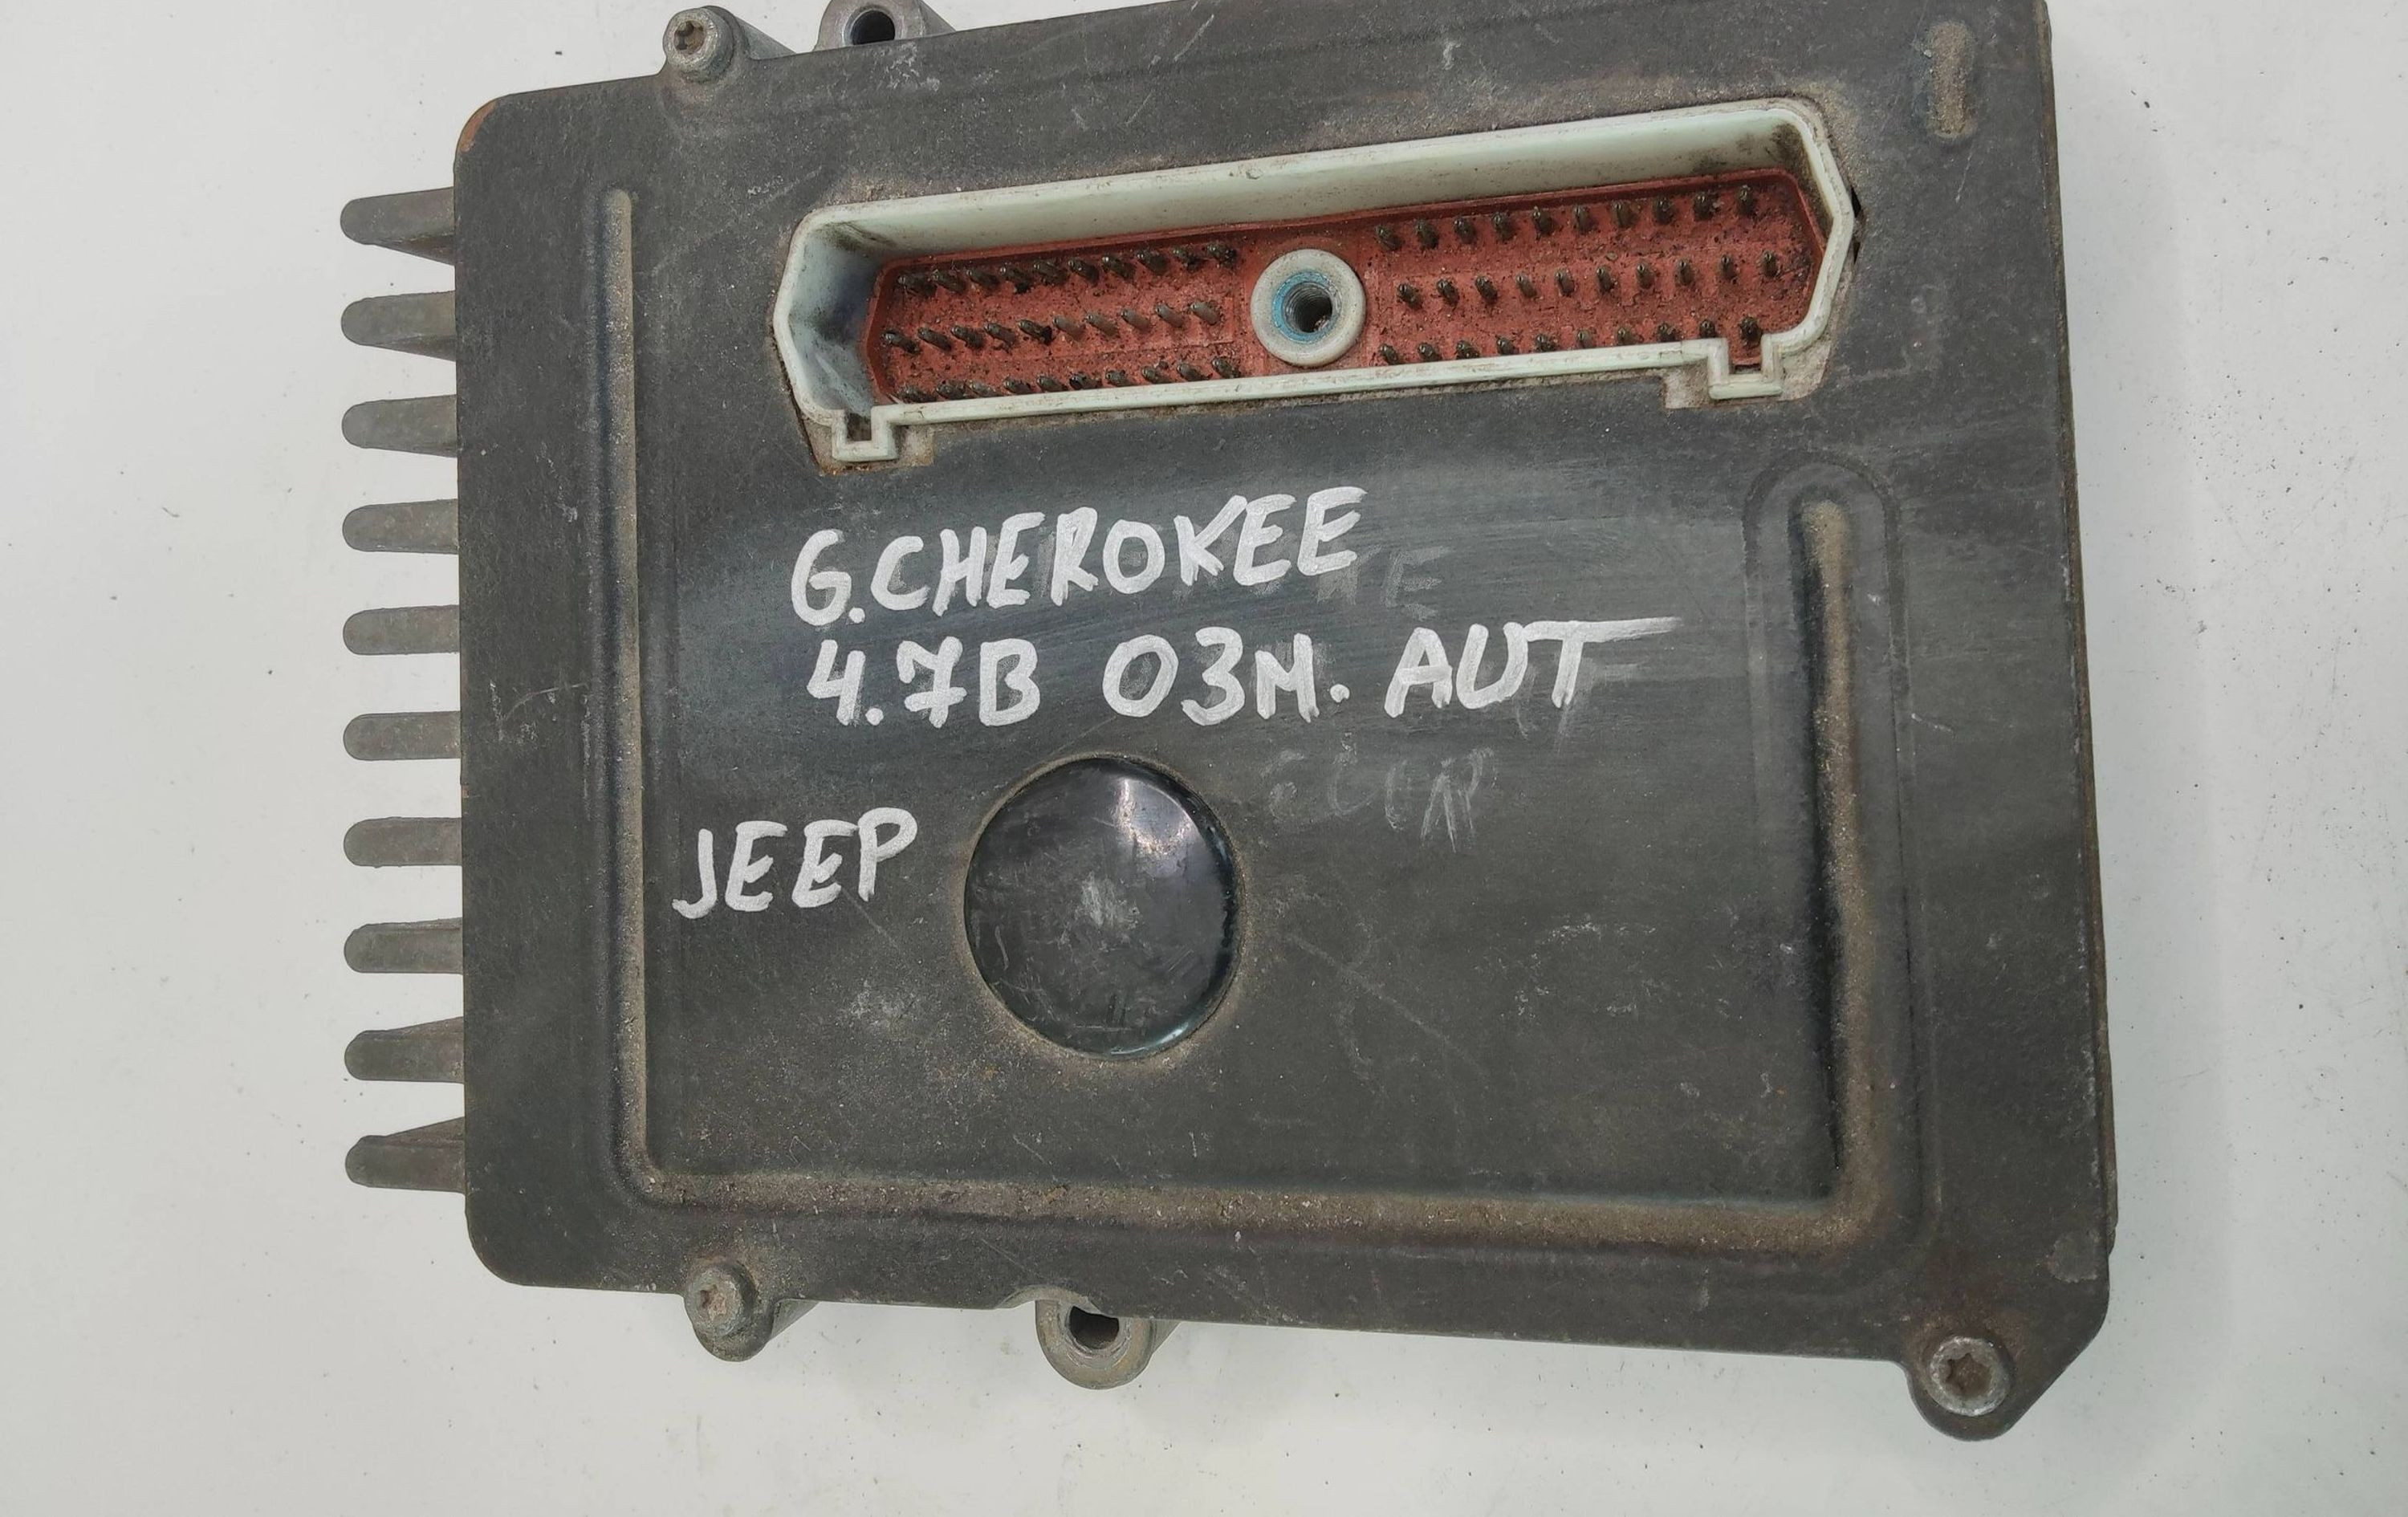 G.CHEROKEE
4.7B 03M. AUT
JEEP